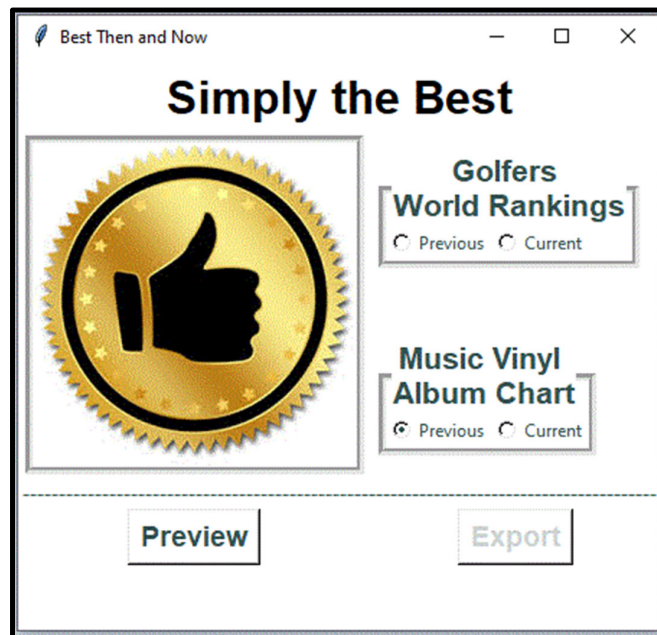 Best Then and Now
Simply the Best
Golfers
World Rankings
Previous Current
Music Vinyl
Album Chart
Previous Current
Preview Export